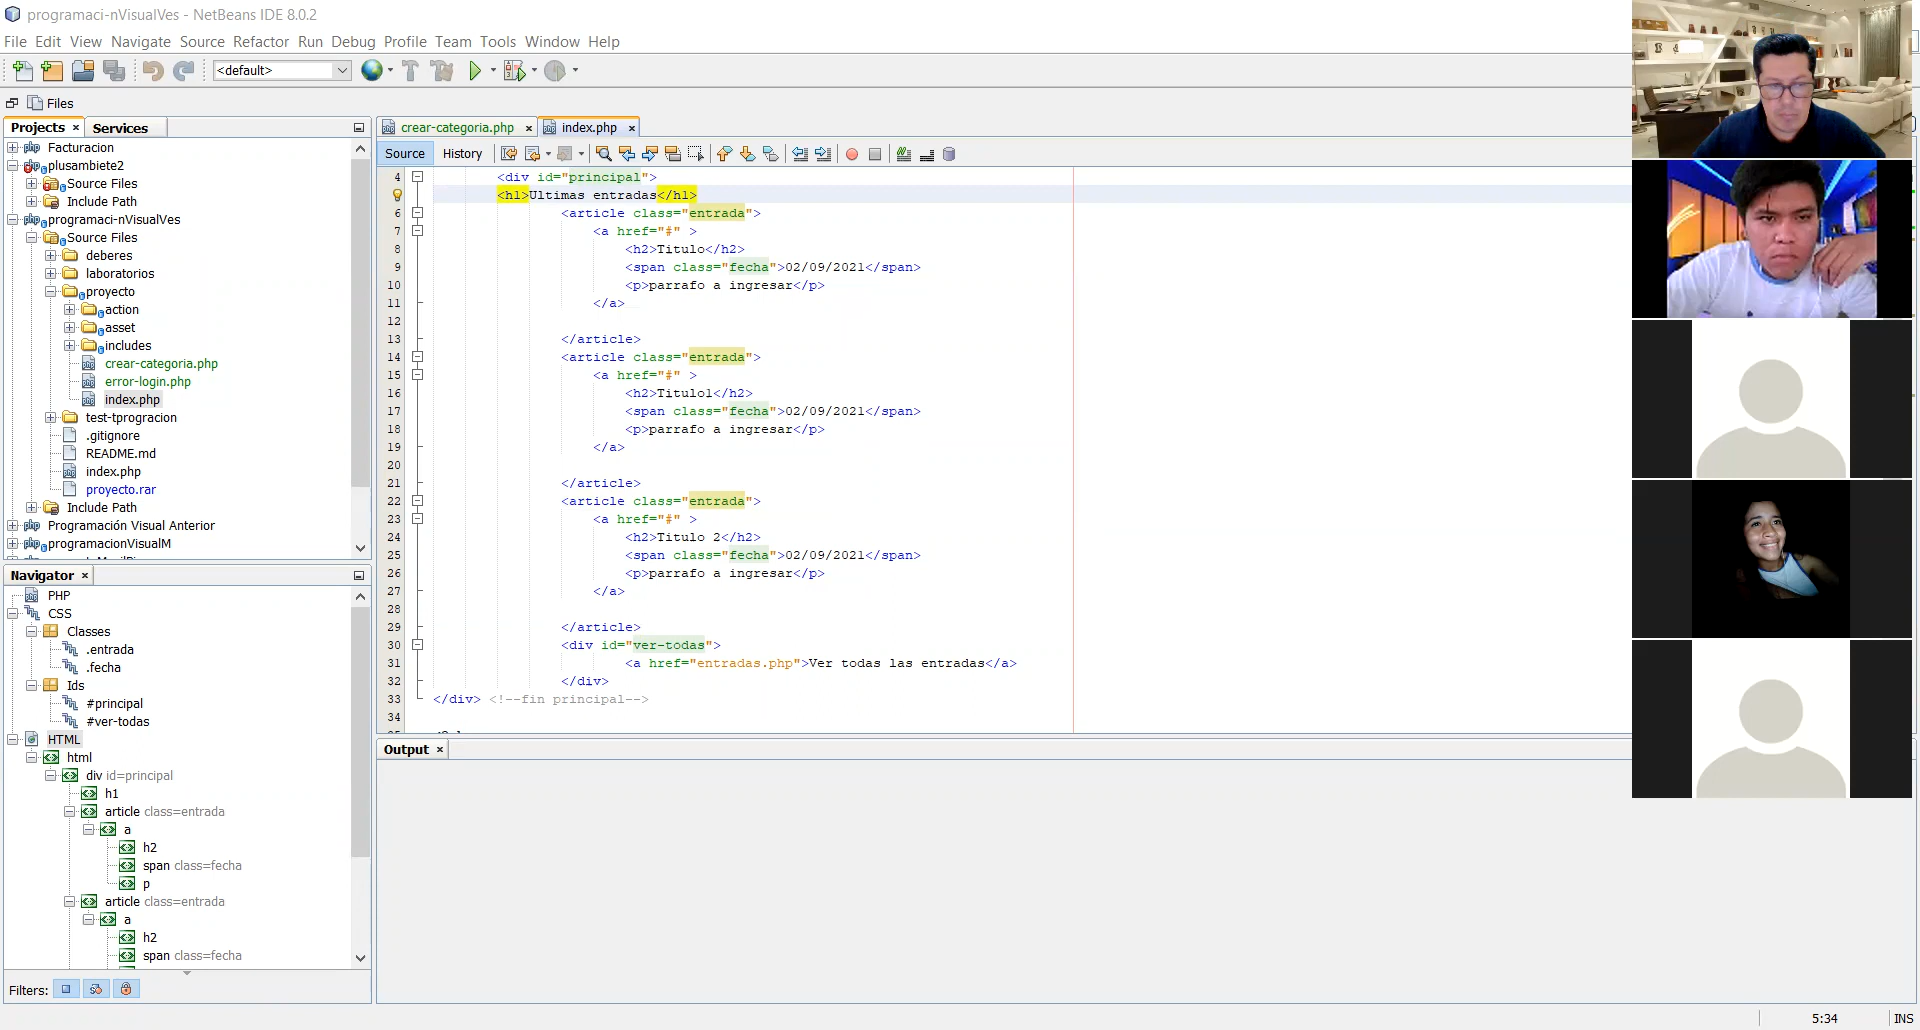 programaci-nVisualVes - NetBeans IDE 8.0.2
File Edit View Navigate Source Refactor Run Debug Profile Team Tools Window Help
<default>
Files
Projects × Services
Facturacion
plusambiete2
Source Files
Include Path
programaci-nVisualVes
Source Files
deberes
laboratorios
proyecto
action
asset
includes
crear-categoria.php
error-login.php
index.php
test-tprogracion
.gitignore
README.md
index.php
proyecto.rar
Include Path
Programación Visual Anterior
programacionVisualM
Navigator ×
PHP
CSS
Classes
.entrada
.fecha
Ids
#principal
#ver-todas
HTML
html
div id=principal
h1
article class=entrada
a
h2
span class=fecha
p
article class=entrada
a
h2
span class=fecha
Filters:
crear-categoria.php × index.php ×
Source History
4 <div id="principal">
<h1>Ultimas entradas</h1>
6 <article class="entrada">
7 <a href="#" >
8 <h2>Titulo</h2>
9 <span class="fecha">02/09/2021</span>
10 <p>parrafo a ingresar</p>
11 </a>
12
13 </article>
14 <article class="entrada">
15 <a href="#" >
16 <h2>Titulo1</h2>
17 <span class="fecha">02/09/2021</span>
18 <p>parrafo a ingresar</p>
19 </a>
20
21 </article>
22 <article class="entrada">
23 <a href="#" >
24 <h2>Titulo 2</h2>
25 <span class="fecha">02/09/2021</span>
26 <p>parrafo a ingresar</p>
27 </a>
28
29 </article>
30 <div id="ver-todas">
31 <a href="entradas.php">Ver todas las entradas</a>
32 </div>
33 </div> <!--fin principal-->
34
Output ×
5:34 INS